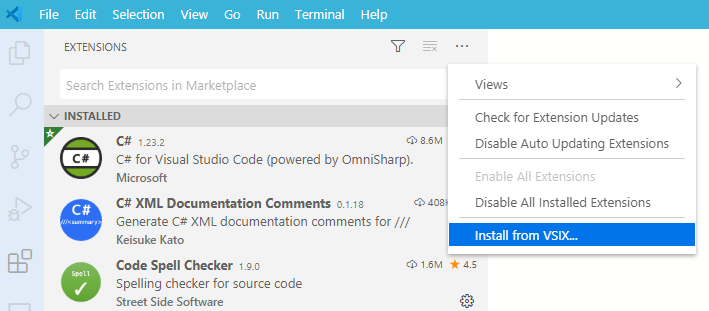 File Edit Selection View Go Run Terminal Help
EXTENSIONS
Search Extensions in Marketplace
INSTALLED
C# 1.23.2 8.6M
C# for Visual Studio Code (powered by OmniSharp).
Microsoft
C# XML Documentation Comments 0.1.18 408K
Generate C# XML documentation comments for ///
Keisuke Kato
Code Spell Checker 1.9.0 1.6M 4.5
Spelling checker for source code
Street Side Software
C#
C#
///<summary>
Spell
Views
Check for Extension Updates
Disable Auto Updating Extensions
Enable All Extensions
Disable All Installed Extensions
Install from VSIX...